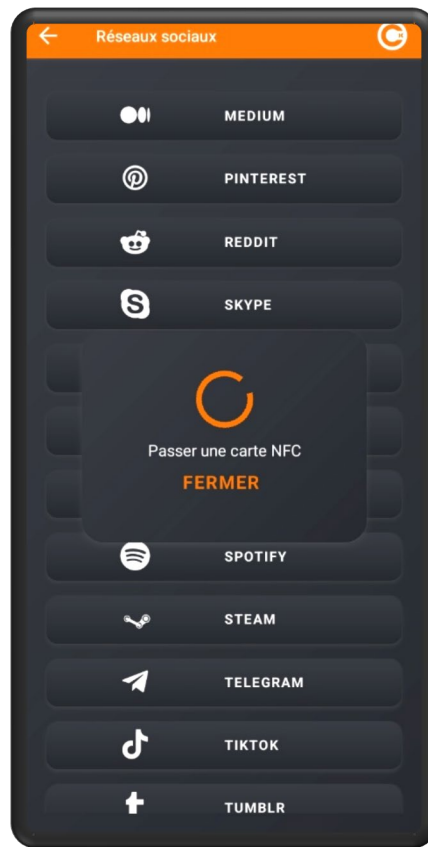 Réseaux sociaux
MEDIUM
PINTEREST
REDDIT
SKYPE
Passer une carte NFC
FERMER
SPOTIFY
STEAM
TELEGRAM
TIKTOK
TUMBLR